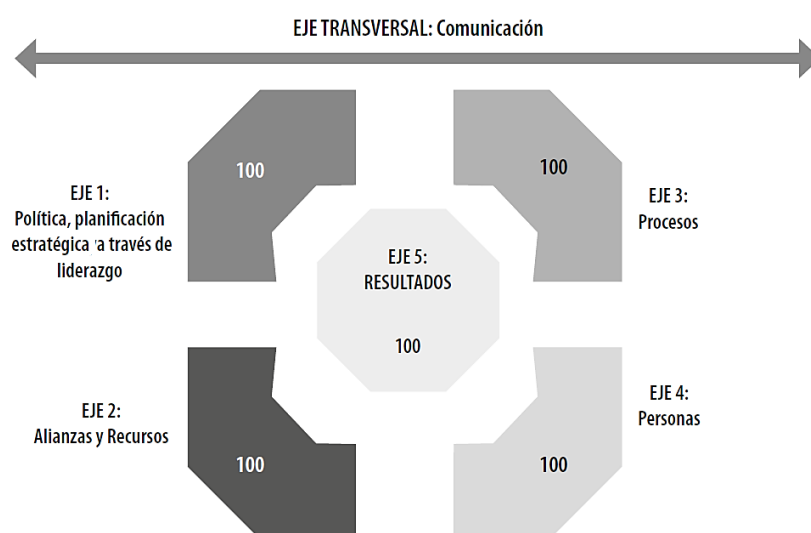 EJE TRANSVERSAL: Comunicación
100
EJE 1:
Política, planificación
estratégica 'a través de
liderazgo
100
EJE 3:
Procesos
EJE 5:
RESULTADOS
100
EJE 2:
Alianzas y Recursos
100
EJE 4:
Personas
100